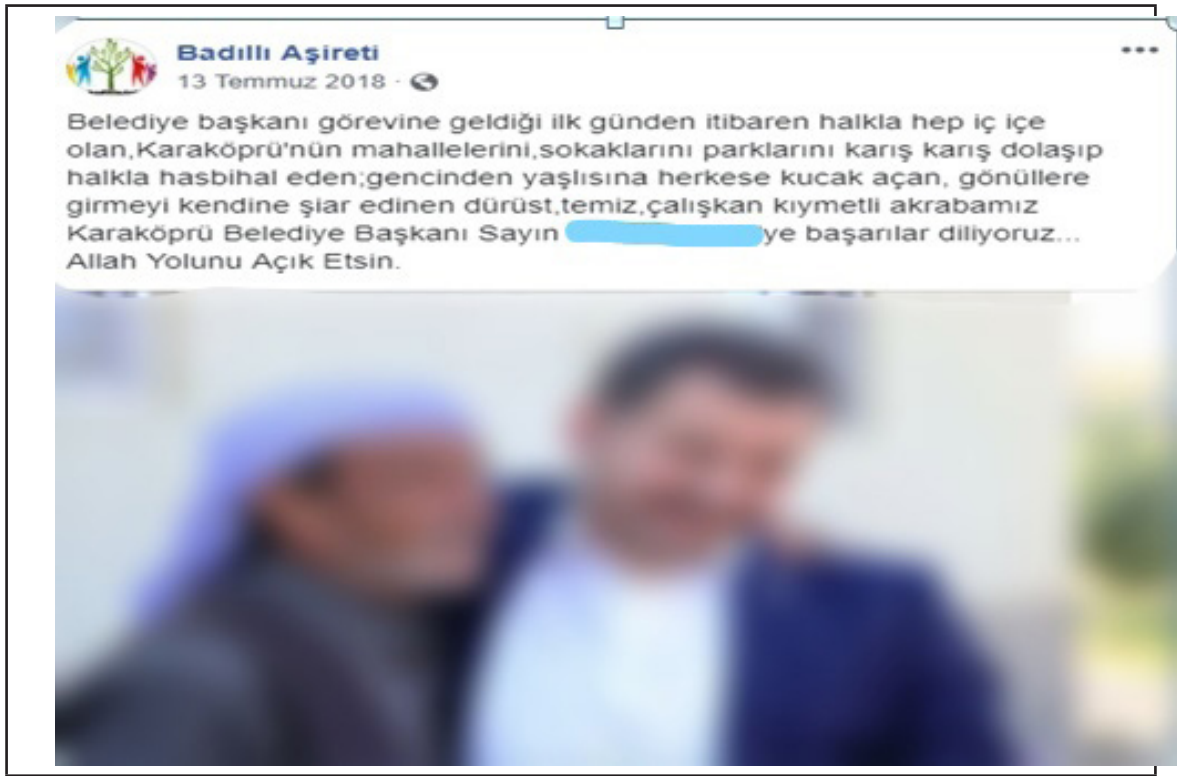 Badıllı Aşireti
13 Temmuz 2018 ·
Belediye başkanı görevine geldiği ilk günden itibaren halkla hep iç içe
olan,Karaköprü'nün mahallelerini,sokaklarını parklarını karış karış dolaşıp
halkla hasbihal eden;gencinden yaşlısına herkese kucak açan, gönüllere
girmeyi kendine şiar edinen dürüst,temiz,çalışkan kıymetli akrabamız
Karaköprü Belediye Başkanı Sayın ye başarılar diliyoruz...
Allah Yolunu Açık Etsin.